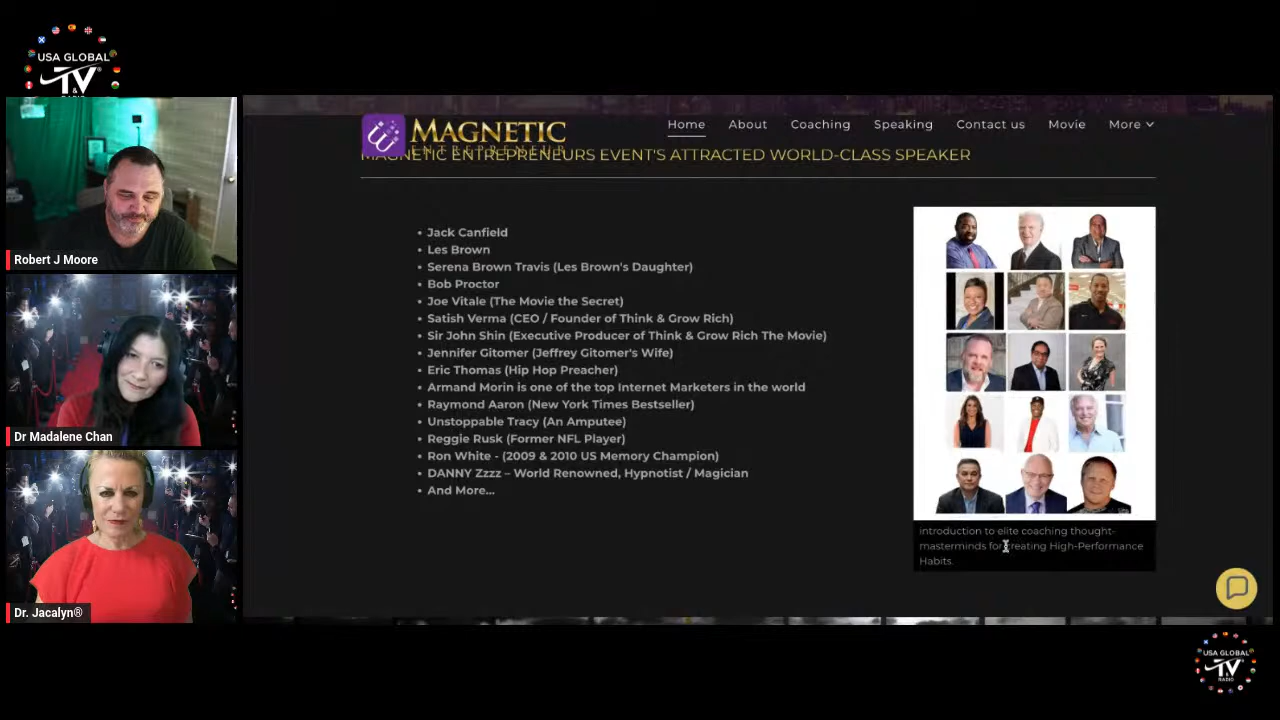 USA GLOBAL
TV
&
RADIO
Robert J Moore
Dr Madalene Chan
Dr. Jacalyn®
MAGNETIC
ENTREPRENEUR
Home About Coaching Speaking Contact us Movie More
MAGNETIC ENTREPRENEURS EVENT'S ATTRACTED WORLD-CLASS SPEAKER
• Jack Canfield
• Les Brown
• Serena Brown Travis (Les Brown's Daughter)
• Bob Proctor
• Joe Vitale (The Movie the Secret)
• Satish Verma (CEO / Founder of Think & Grow Rich)
• Sir John Shin (Executive Producer of Think & Grow Rich The Movie)
• Jennifer Gitomer (Jeffrey Gitomer's Wife)
• Eric Thomas (Hip Hop Preacher)
• Armand Morin is one of the top Internet Marketers in the world
• Raymond Aaron (New York Times Bestseller)
• Unstoppable Tracy (An Amputee)
• Reggie Rusk (Former NFL Player)
• Ron White - (2009 & 2010 US Memory Champion)
• DANNY Zzzz – World Renowned, Hypnotist / Magician
• And More...
introduction to elite coaching thought-
masterminds for creating High-Performance
Habits.
USA GLOBAL
TV
RADIO